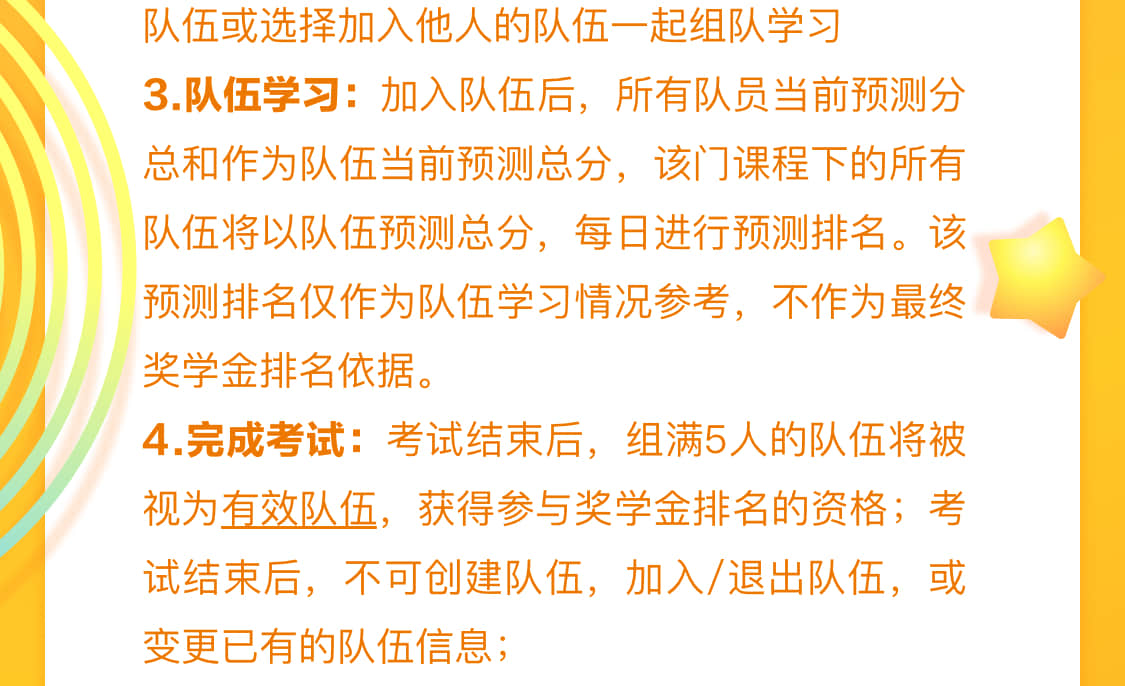 队伍或选择加入他人的队伍一起组队学习
3.队伍学习：加入队伍后，所有队员当前预测分
总和作为队伍当前预测总分，该门课程下的所有
队伍将以队伍预测总分，每日进行预测排名。该
预测排名仅作为队伍学习情况参考，不作为最终
奖学金排名依据。
4.完成考试：考试结束后，组满5人的队伍将被
视为有效队伍，获得参与奖学金排名的资格；考
试结束后，不可创建队伍，加入/退出队伍，或
变更已有的队伍信息；